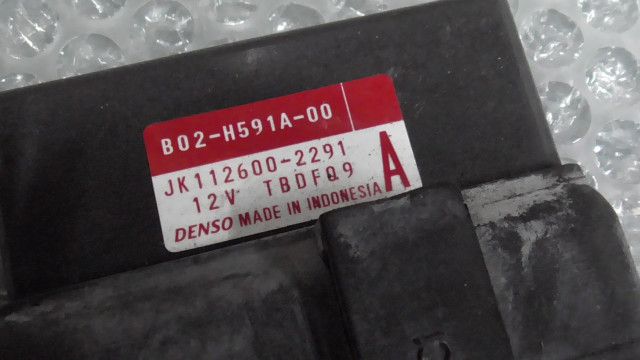 B02-H591A-00
JK112600-2291
12V TBDFQ9
A
DENSO MADE IN INDONESIA